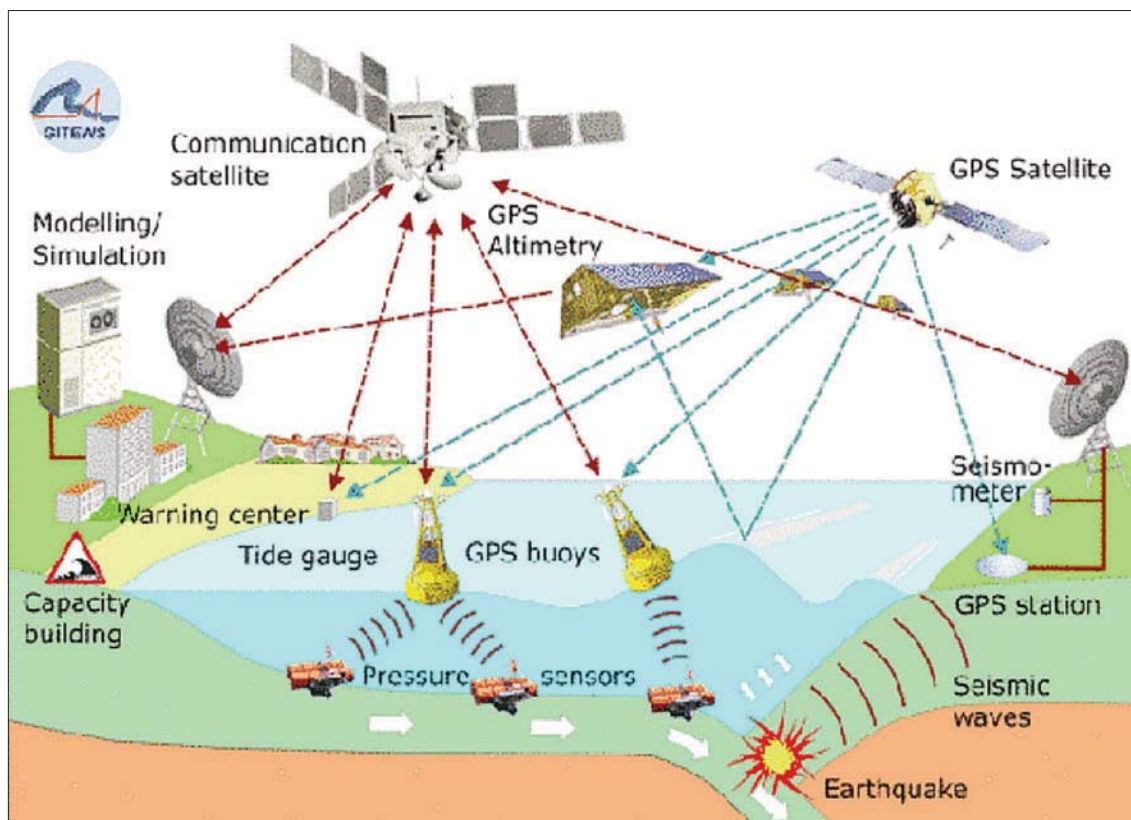 GITEWS
Communication
satellite
GPS Satellite
Modelling/
Simulation
GPS
Altimetry
Seismo-
meter
Warning center
Tide gauge
GPS buoys
Capacity
building
GPS station
Pressure sensors
Seismic
waves
Earthquake